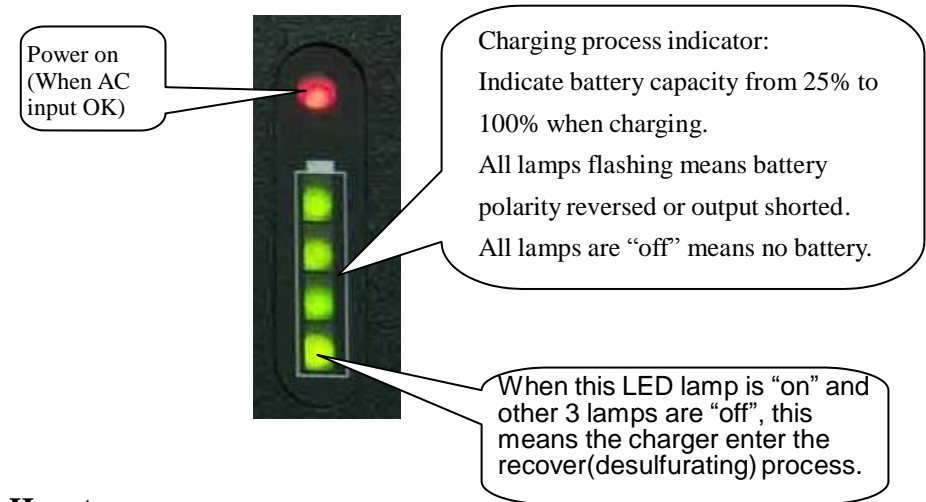 Power on
(When AC
input OK)
Charging process indicator:
Indicate battery capacity from 25% to
100% when charging.
All lamps flashing means battery
polarity reversed or output shorted.
All lamps are “off” means no battery.
When this LED lamp is “on” and
other 3 lamps are “off”, this
means the charger enter the
recover(desulfurating) process.